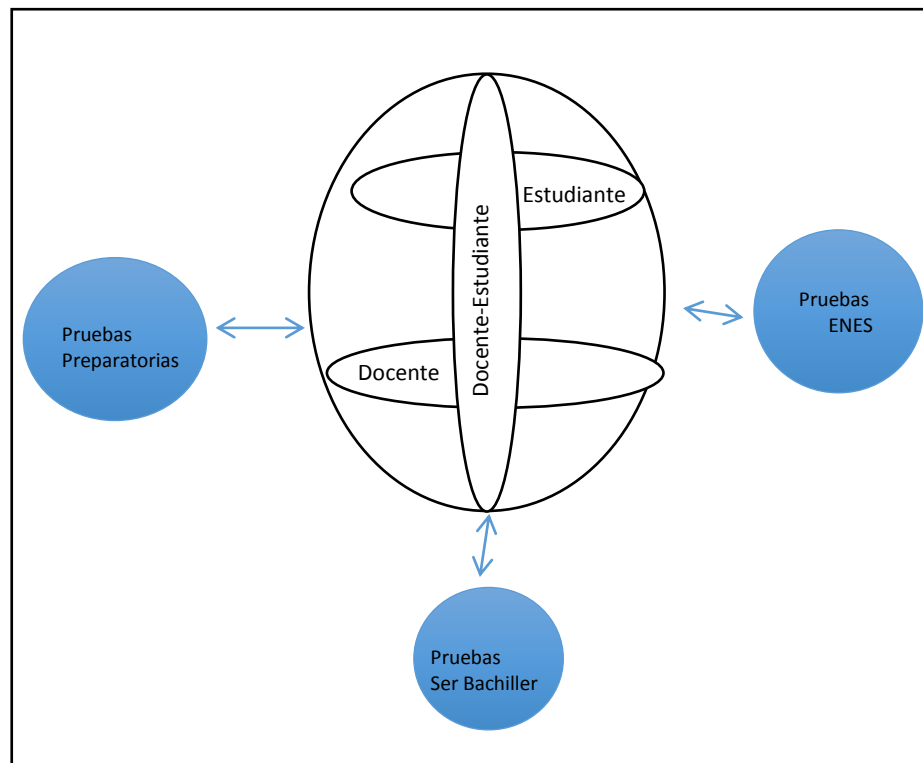 Estudiante
Docente-Estudiante
Docente
Pruebas
Preparatorias
Pruebas
ENES
Pruebas
Ser Bachiller